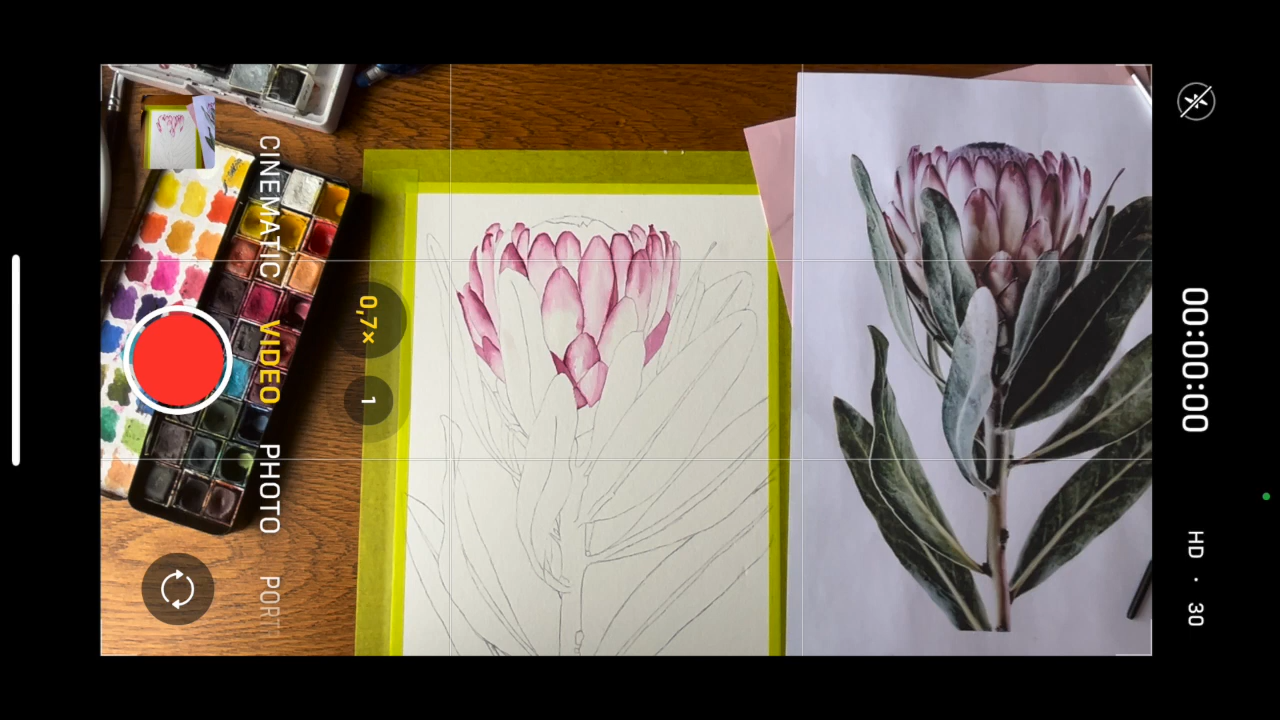 CINEMATIC
VIDEO
PHOTO
PORT
0,7×
1
00:00:00
HD · 30